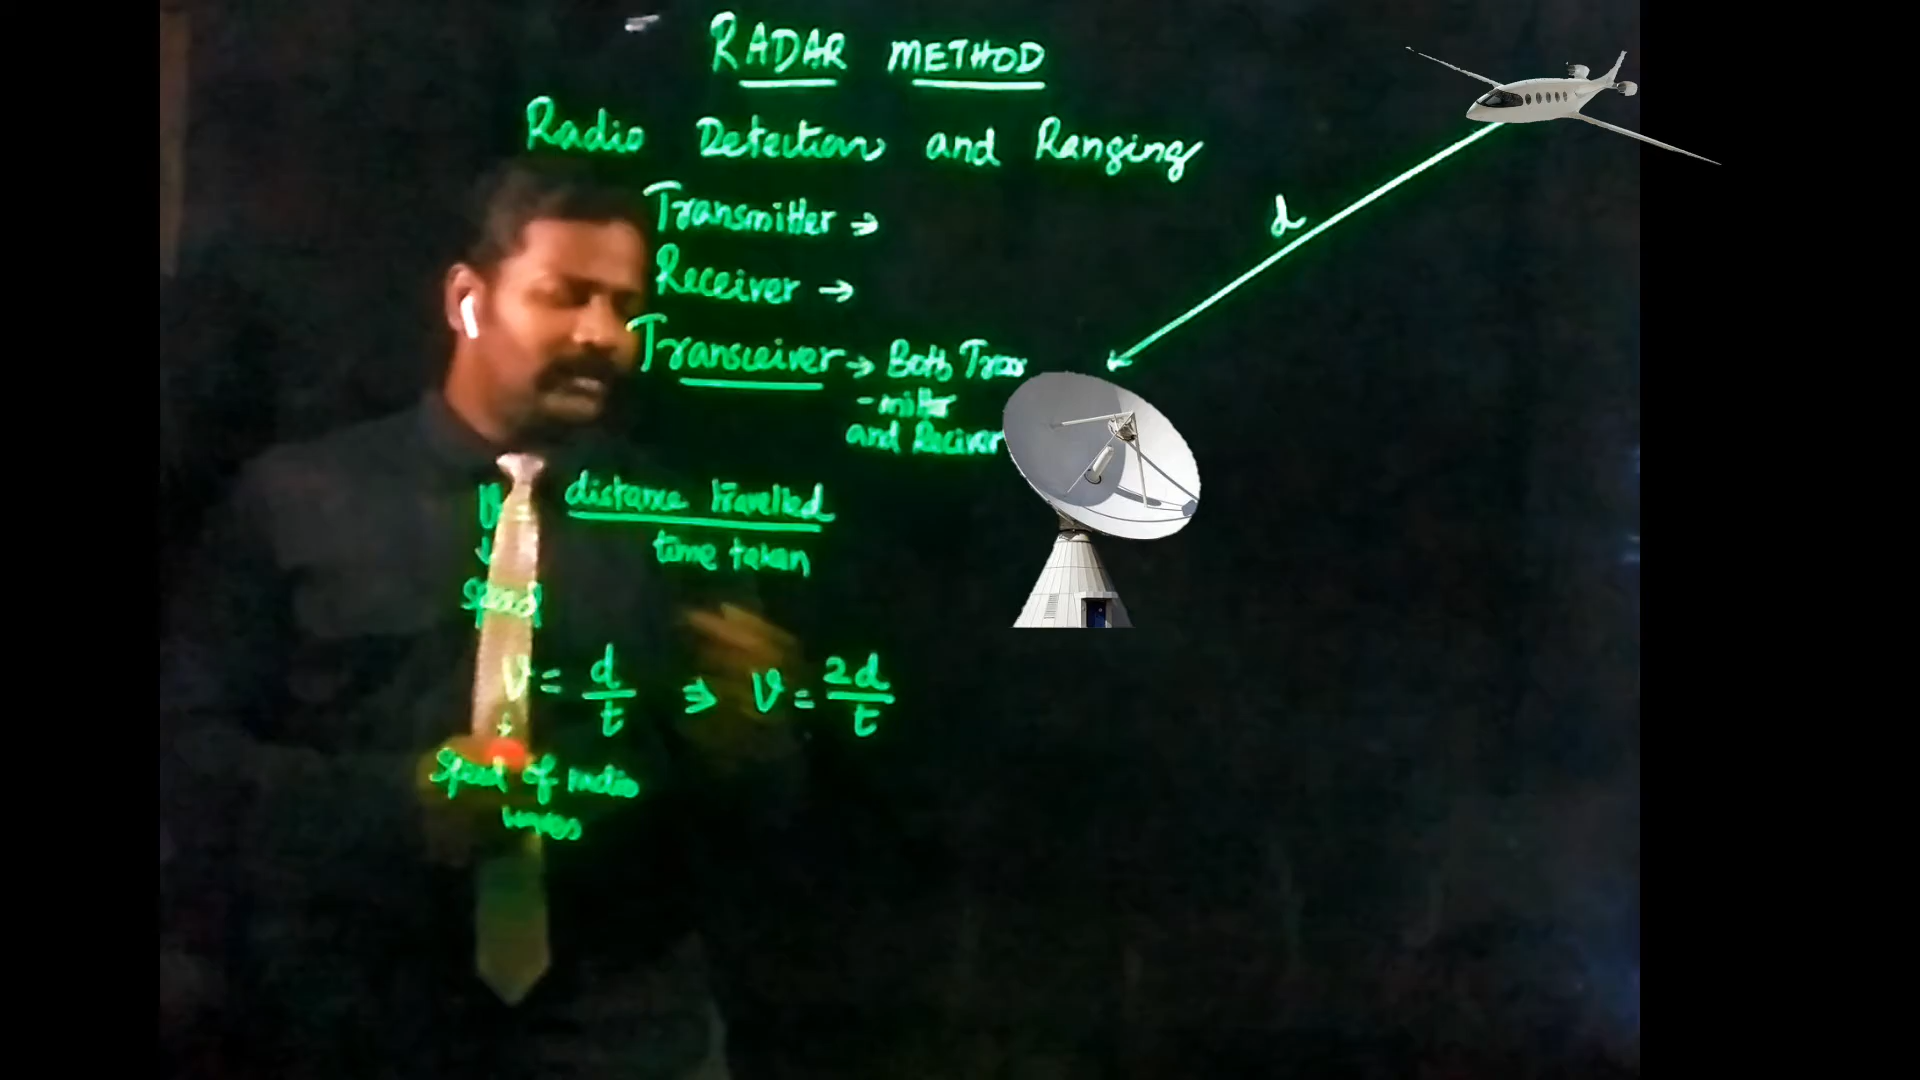 RADAR METHOD
Radio Detection and Ranging
Transmitter →
Receiver →
Transceiver → Both Trans
- mitter
and Reciver
d
V distance travelled
time taken
↓
Speed
V = d/t ⇒ V = 2d/t
↓
Speed of radio
waves